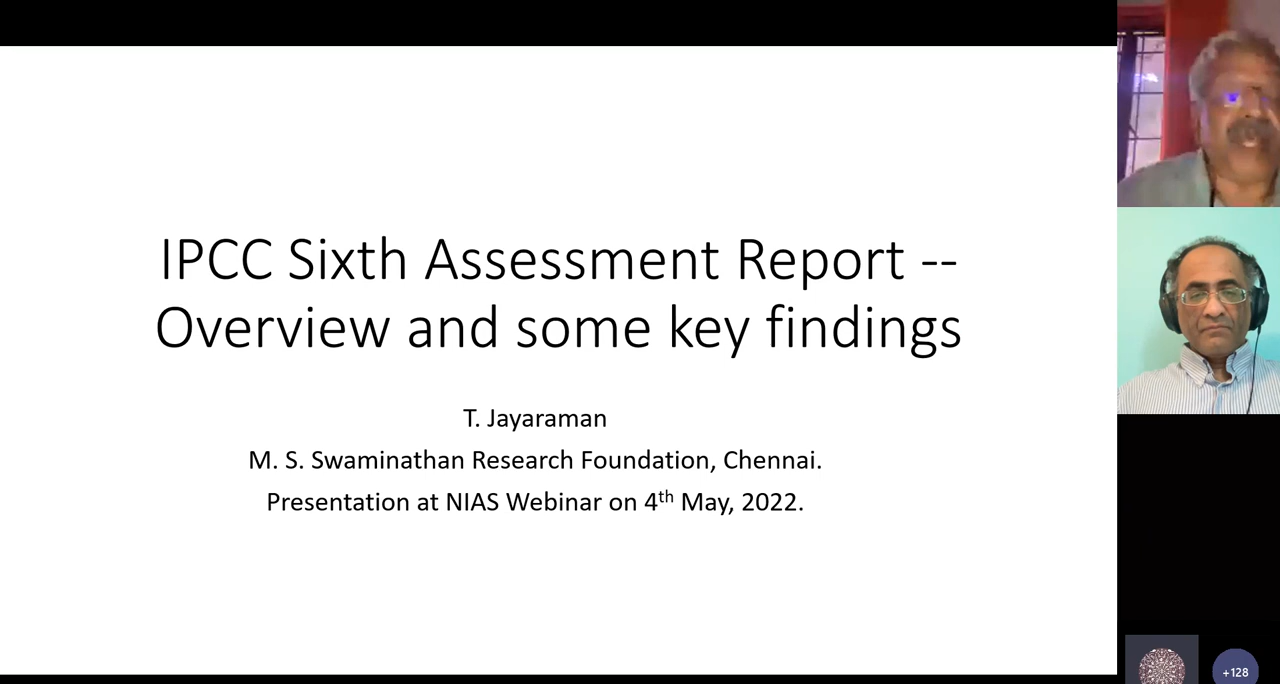 IPCC Sixth Assessment Report --
Overview and some key findings
T. Jayaraman
M. S. Swaminathan Research Foundation, Chennai.
Presentation at NIAS Webinar on 4th May, 2022.
+128